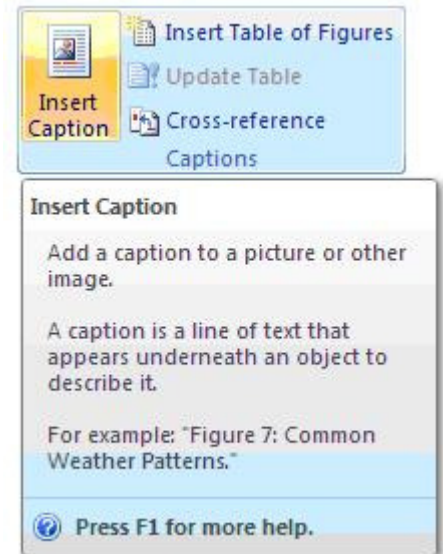 Insert Caption
Insert Table of Figures
Update Table
Cross-reference
Captions
Insert Caption
Add a caption to a picture or other
image.
A caption is a line of text that
appears underneath an object to
describe it.
For example: "Figure 7: Common
Weather Patterns."
Press F1 for more help.